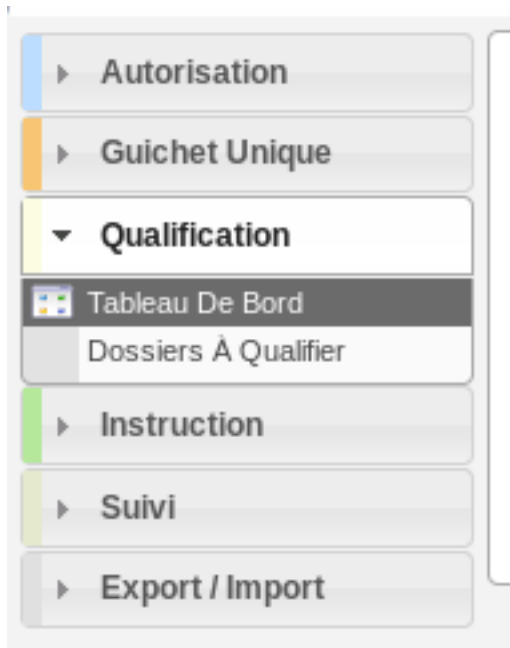 Autorisation
Guichet Unique
Qualification
Tableau De Bord
Dossiers À Qualifier
Instruction
Suivi
Export / Import